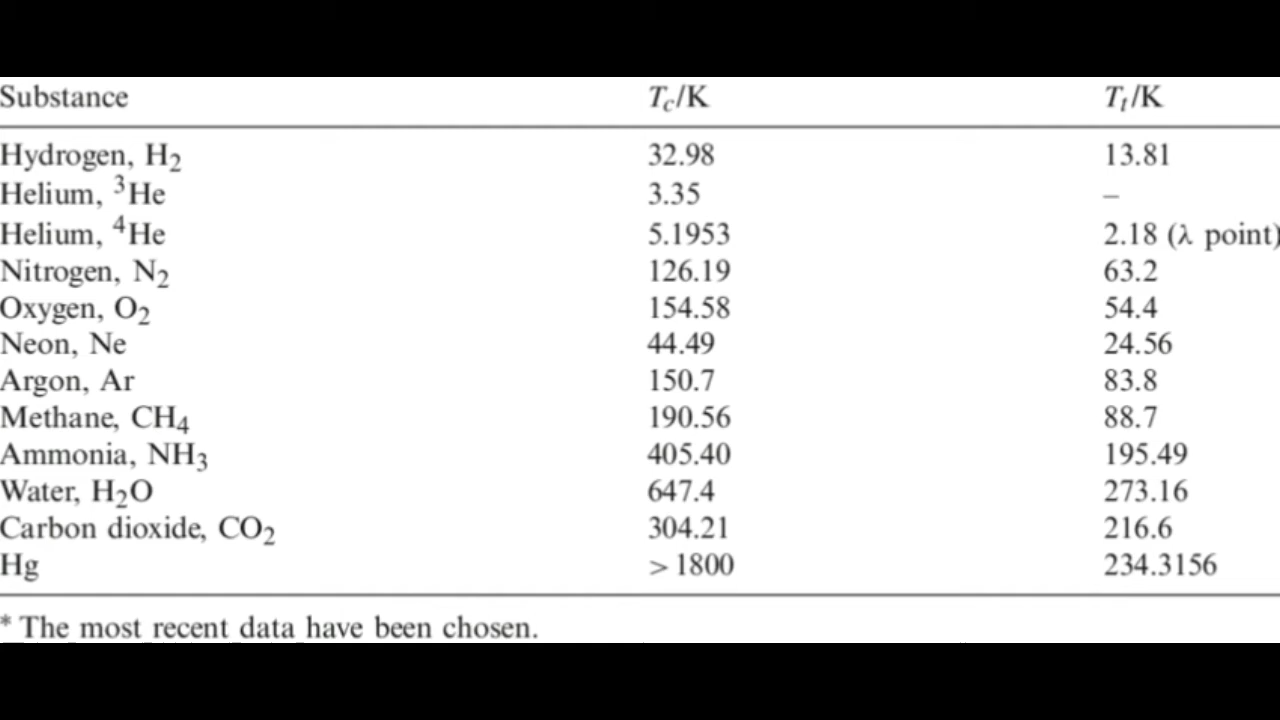 Substance T_c/K T_t/K
Hydrogen, H₂ 32.98 13.81
Helium, ³He 3.35 –
Helium, ⁴He 5.1953 2.18 (λ point)
Nitrogen, N₂ 126.19 63.2
Oxygen, O₂ 154.58 54.4
Neon, Ne 44.49 24.56
Argon, Ar 150.7 83.8
Methane, CH₄ 190.56 88.7
Ammonia, NH₃ 405.40 195.49
Water, H₂O 647.4 273.16
Carbon dioxide, CO₂ 304.21 216.6
Hg > 1800 234.3156
* The most recent data have been chosen.